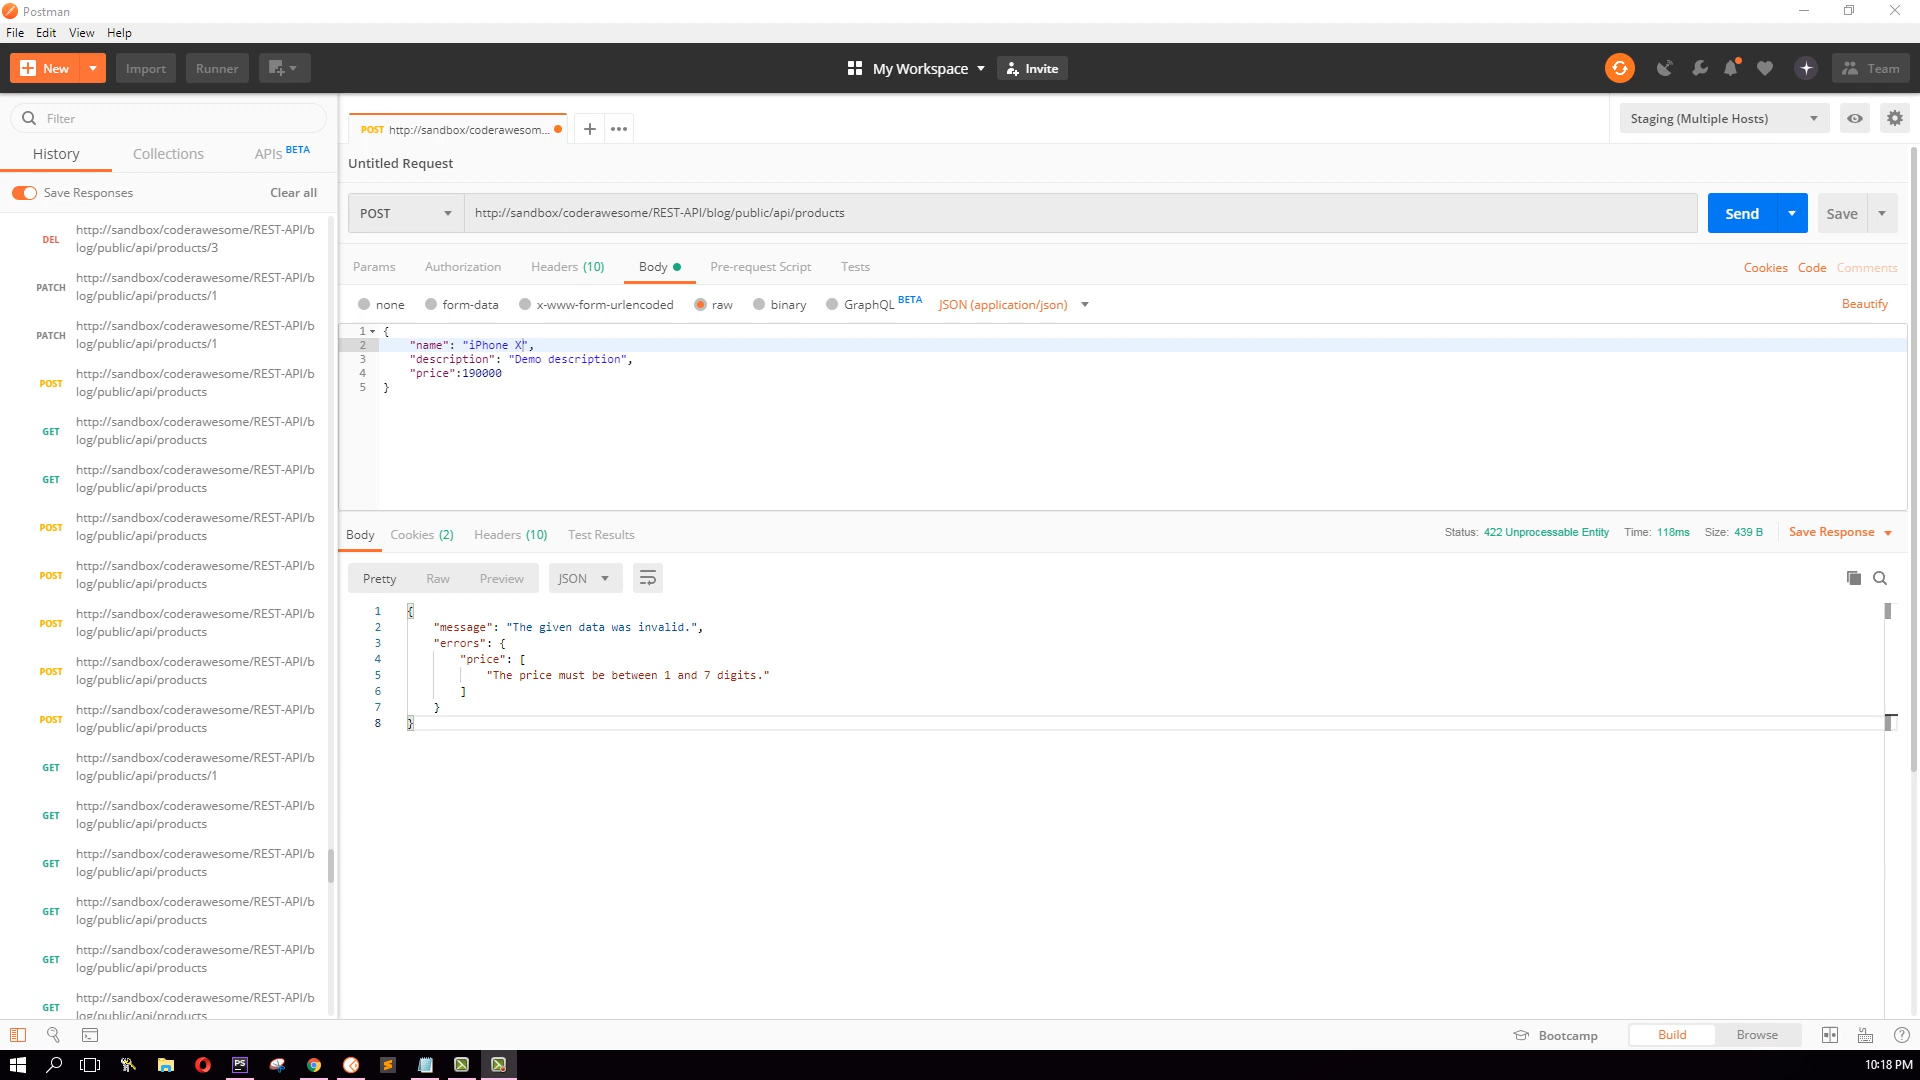 Postman
File Edit View Help
New Import Runner My Workspace Invite Team
Filter
History Collections APIs BETA
Save Responses Clear all
DEL http://sandbox/coderawesome/REST-API/b
log/public/api/products/3
PATCH http://sandbox/coderawesome/REST-API/b
log/public/api/products/1
PATCH http://sandbox/coderawesome/REST-API/b
log/public/api/products/1
POST http://sandbox/coderawesome/REST-API/b
log/public/api/products
GET http://sandbox/coderawesome/REST-API/b
log/public/api/products
GET http://sandbox/coderawesome/REST-API/b
log/public/api/products
POST http://sandbox/coderawesome/REST-API/b
log/public/api/products
POST http://sandbox/coderawesome/REST-API/b
log/public/api/products
POST http://sandbox/coderawesome/REST-API/b
log/public/api/products
POST http://sandbox/coderawesome/REST-API/b
log/public/api/products
POST http://sandbox/coderawesome/REST-API/b
log/public/api/products
GET http://sandbox/coderawesome/REST-API/b
log/public/api/products/1
GET http://sandbox/coderawesome/REST-API/b
log/public/api/products
GET http://sandbox/coderawesome/REST-API/b
log/public/api/products
GET http://sandbox/coderawesome/REST-API/b
log/public/api/products
GET http://sandbox/coderawesome/REST-API/b
log/public/api/products
GET http://sandbox/coderawesome/REST-API/b
log/public/api/products
POST http://sandbox/coderawesom...
Staging (Multiple Hosts)
Untitled Request
POST http://sandbox/coderawesome/REST-API/blog/public/api/products Send Save
Params Authorization Headers (10) Body Pre-request Script Tests Cookies Code Comments
none form-data x-www-form-urlencoded raw binary GraphQL BETA JSON (application/json) Beautify
1 {
2 "name": "iPhone X",
3 "description": "Demo description",
4 "price":190000
5 }
Body Cookies (2) Headers (10) Test Results Status: 422 Unprocessable Entity Time: 118ms Size: 439 B Save Response
Pretty Raw Preview JSON
1 {
2 "message": "The given data was invalid.",
3 "errors": {
4 "price": [
5 "The price must be between 1 and 7 digits."
6 ]
7 }
8 }
Bootcamp Build Browse
PS
10:18 PM